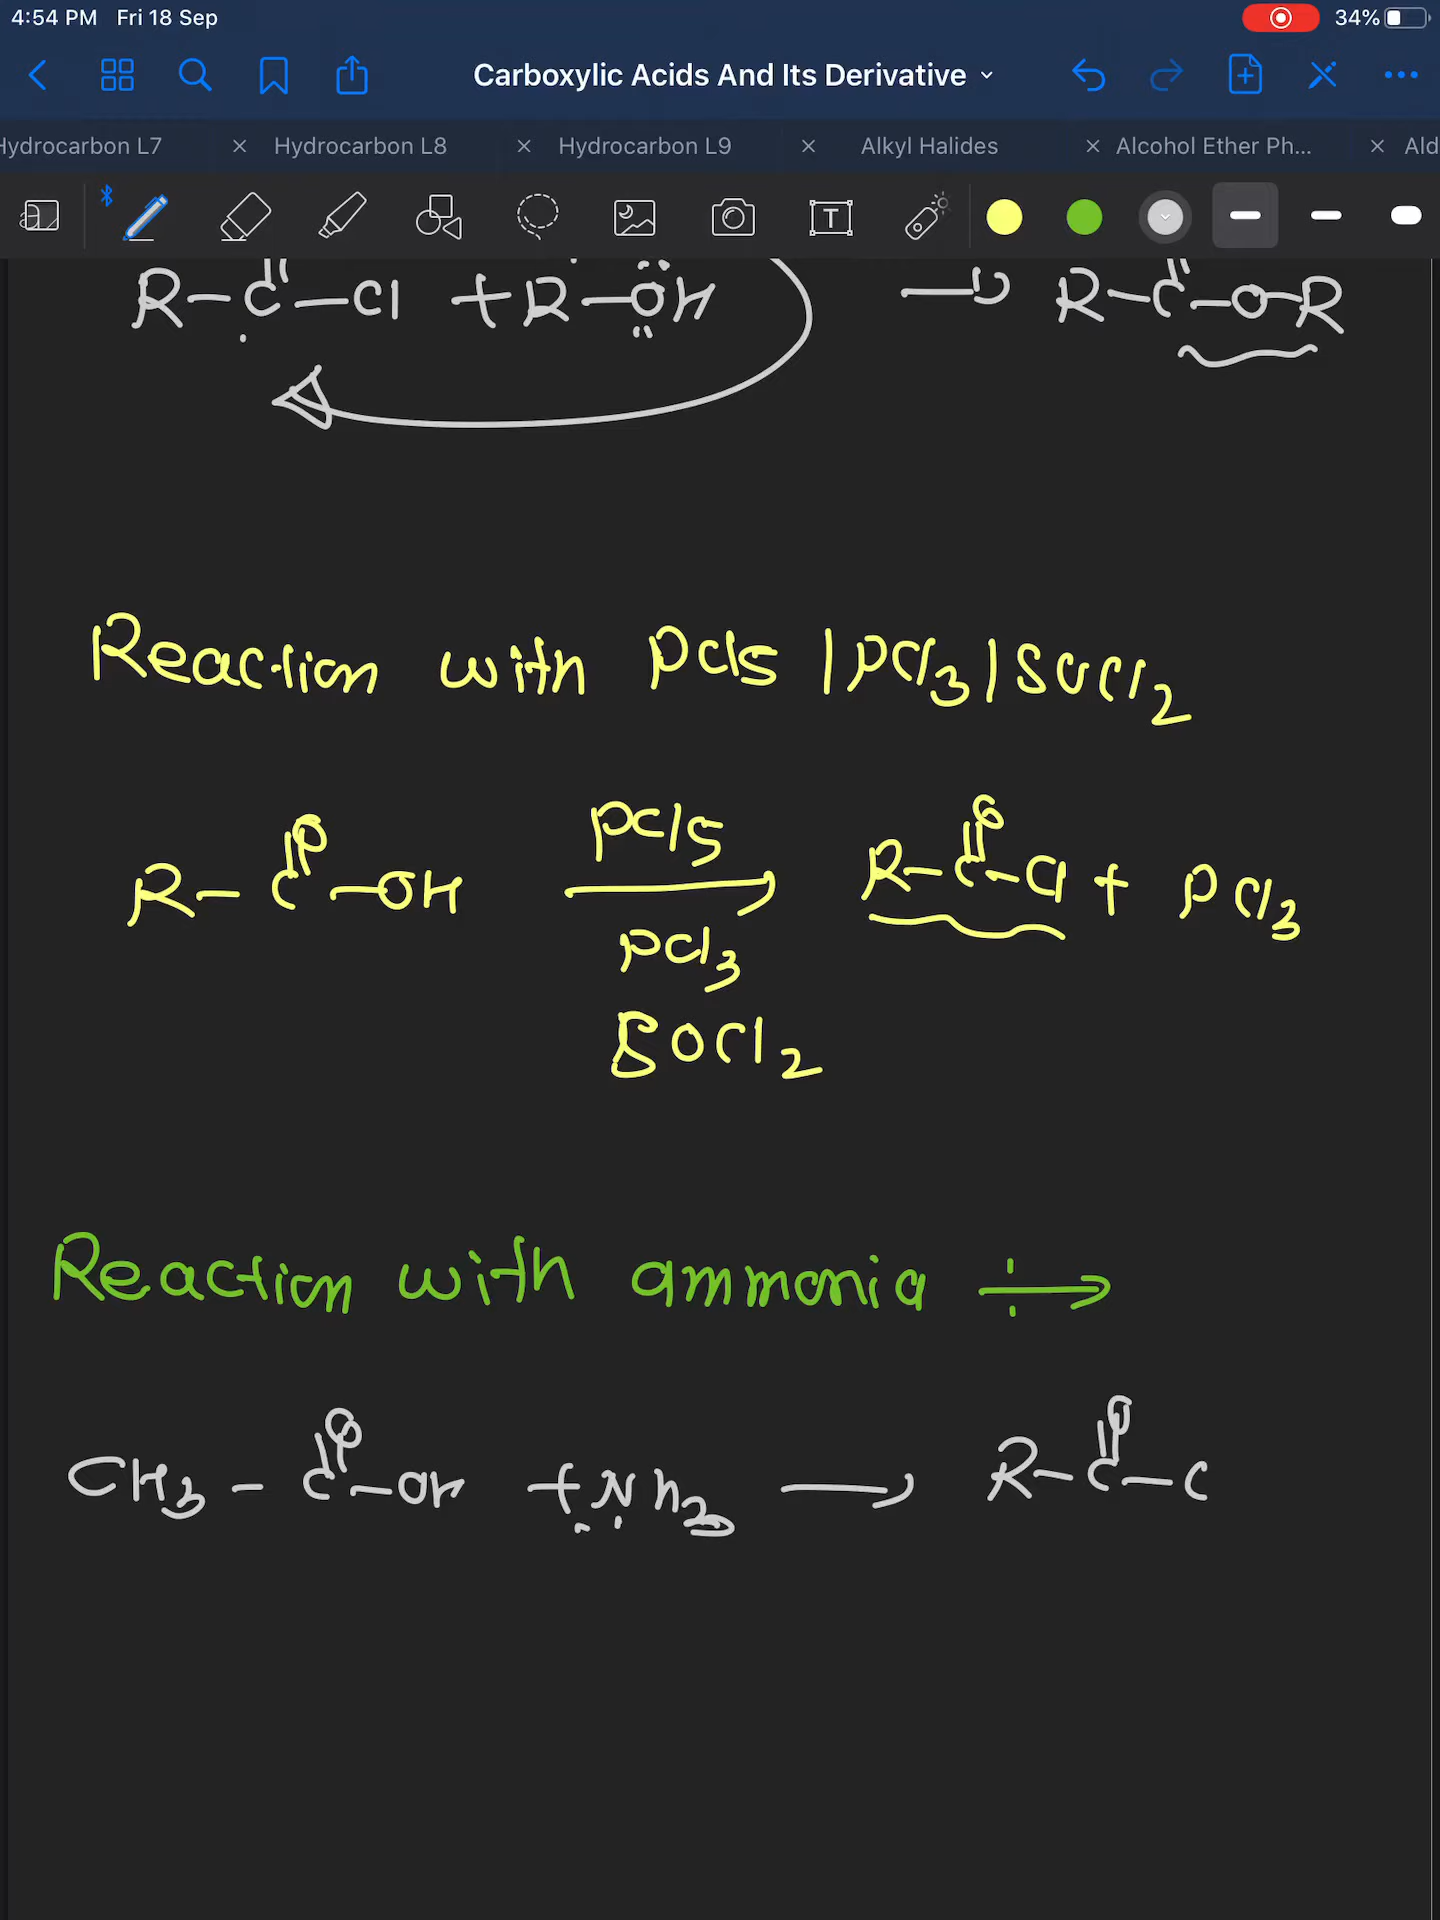 4:54 PM Fri 18 Sep 34%
Carboxylic Acids And Its Derivative
Hydrocarbon L7 × Hydrocarbon L8 × Hydrocarbon L9 × Alkyl Halides × Alcohol Ether Ph... × Ald
R-C-Cl + R-OH → R-C-O-R
Reaction with PCl5 | PCl3 | SOCl2
O O
R-C-OH PCl5 → R-C-Cl + PCl3
PCl3
SOCl2
Reaction with ammonia ÷→
O O
CH3-C-OH + NH3 → R-C-C